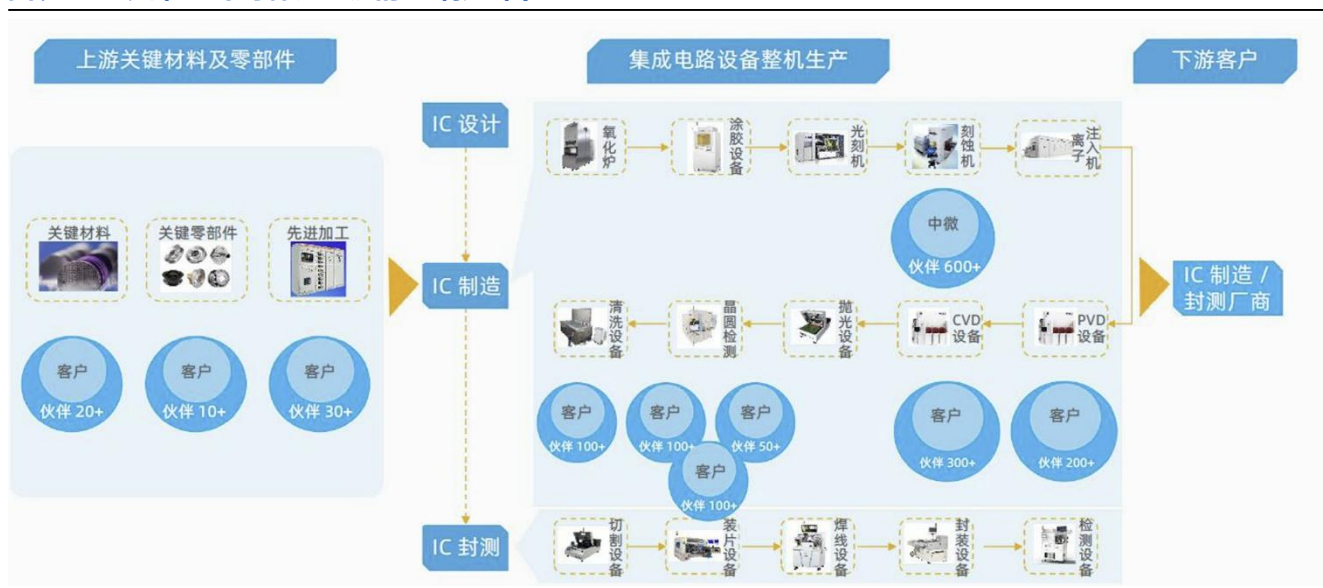 上游关键材料及零部件
集成电路设备整机生产
下游客户
IC 设计
氧化炉
涂胶设备
光刻机
刻蚀机
离子
注入机
关键材料
关键零部件
先进加工
中微
伙伴 600+
IC 制造
IC 制造 /
封测厂商
清洗设备
晶圆检测
抛光设备
CVD
设备
PVD
设备
客户
伙伴 20+
客户
伙伴 10+
客户
伙伴 30+
客户
伙伴 100+
客户
伙伴 100+
客户
伙伴 50+
客户
伙伴 300+
客户
伙伴 200+
客户
伙伴 100+
IC 封测
切割设备
装片设备
焊线设备
封装设备
检测设备